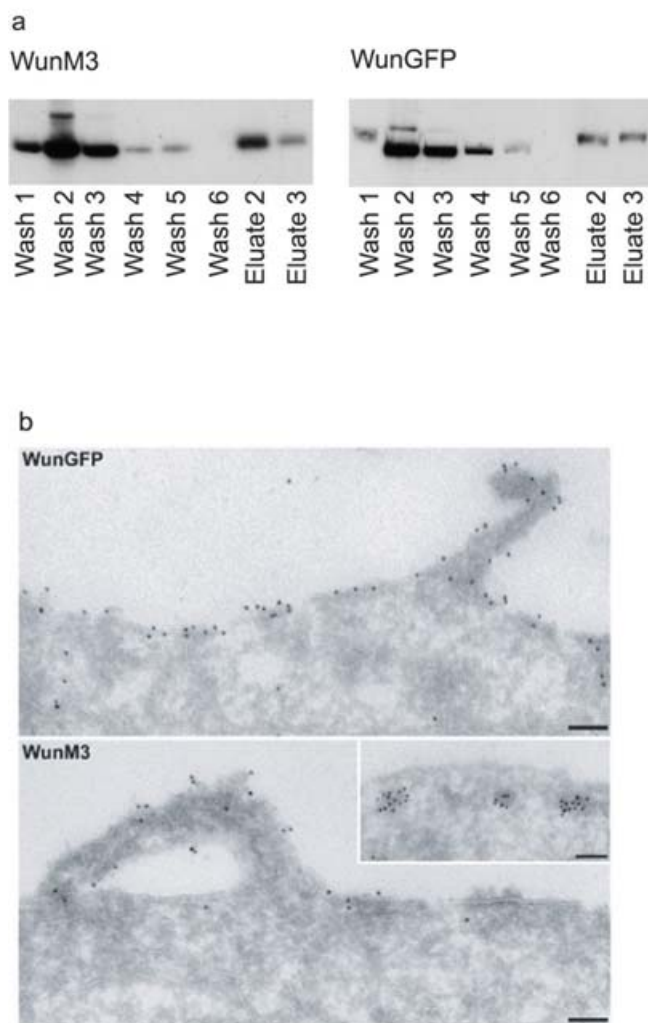 a
WunM3
WunGFP
Wash 1
Wash 2
Wash 3
Wash 4
Wash 5
Wash 6
Eluate 2
Eluate 3
Wash 1
Wash 2
Wash 3
Wash 4
Wash 5
Wash 6
Eluate 2
Eluate 3
b
WunGFP
WunM3